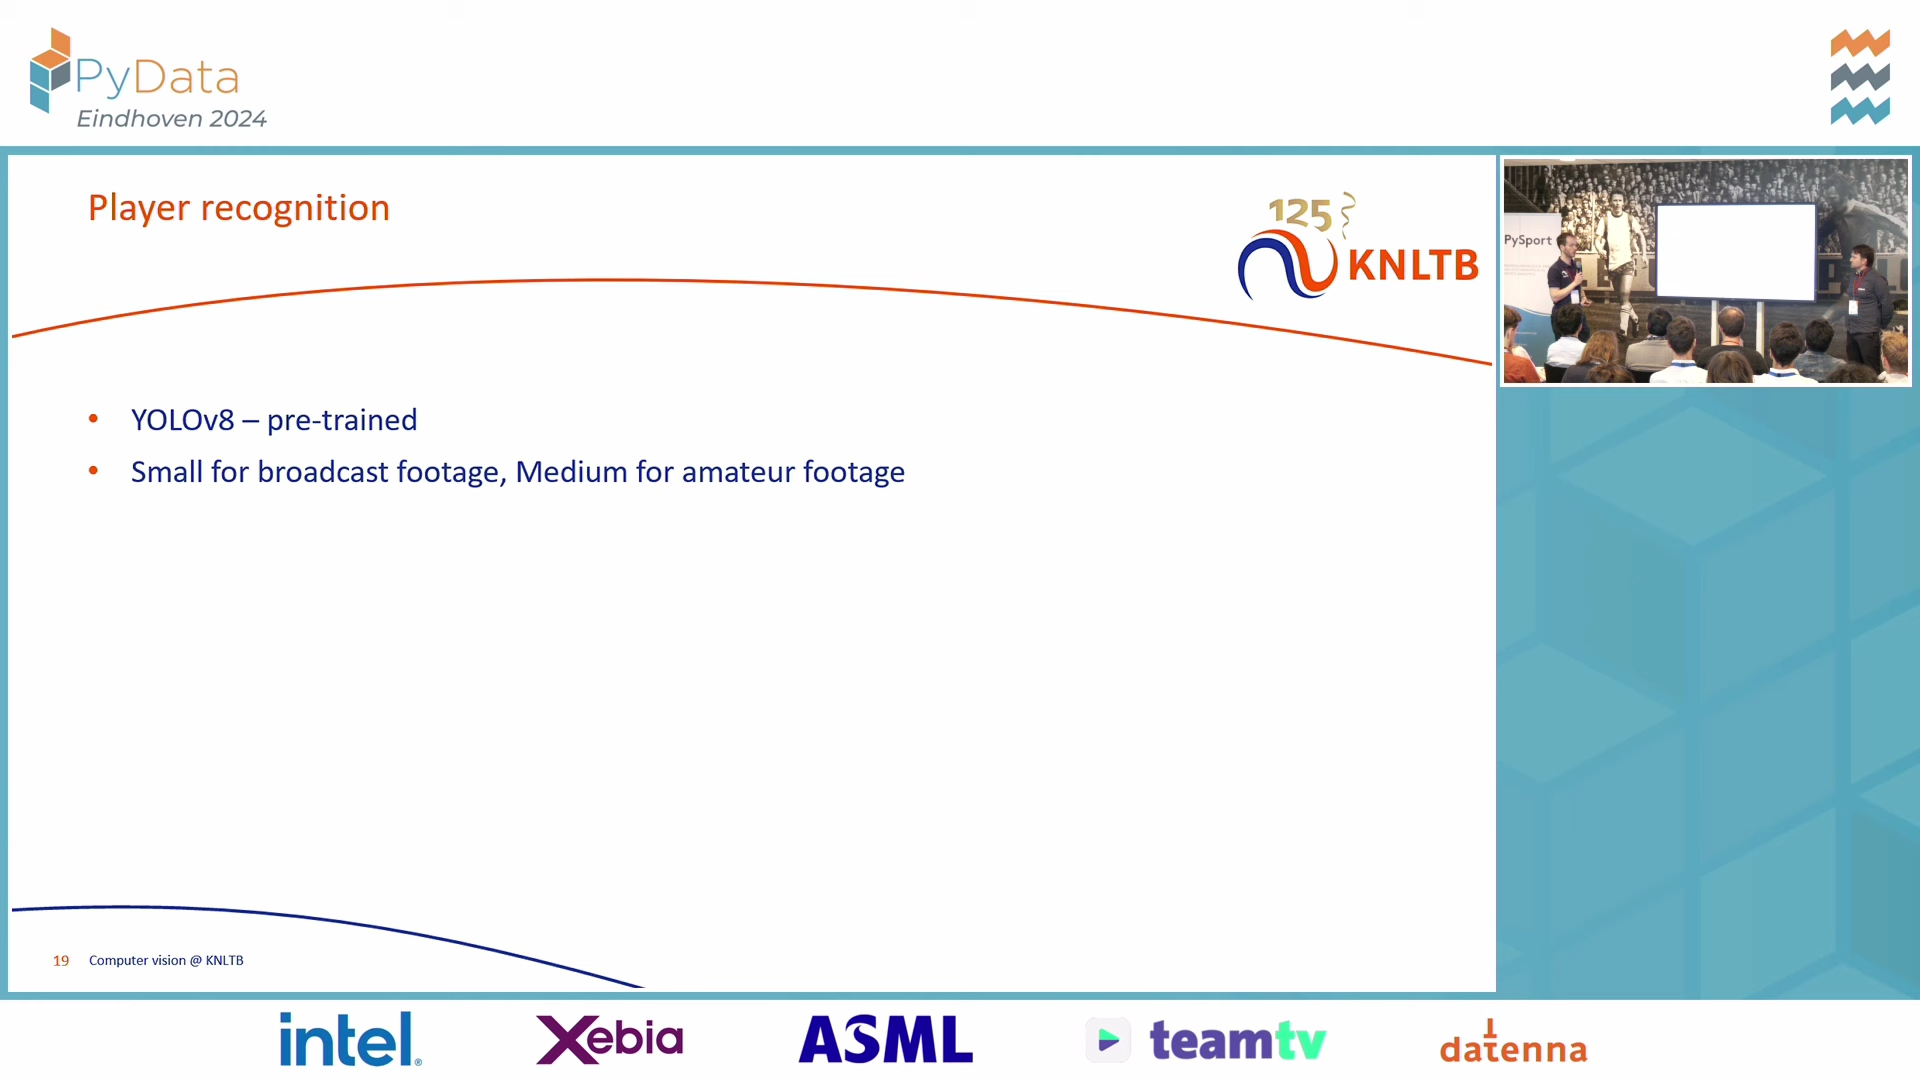 PyData
Eindhoven 2024
Player recognition
125
KNLTB
PySport
• YOLOv8 – pre-trained
• Small for broadcast footage, Medium for amateur footage
19 Computer vision @ KNLTB
intel.
Xebia
ASML
teamtv
datenna